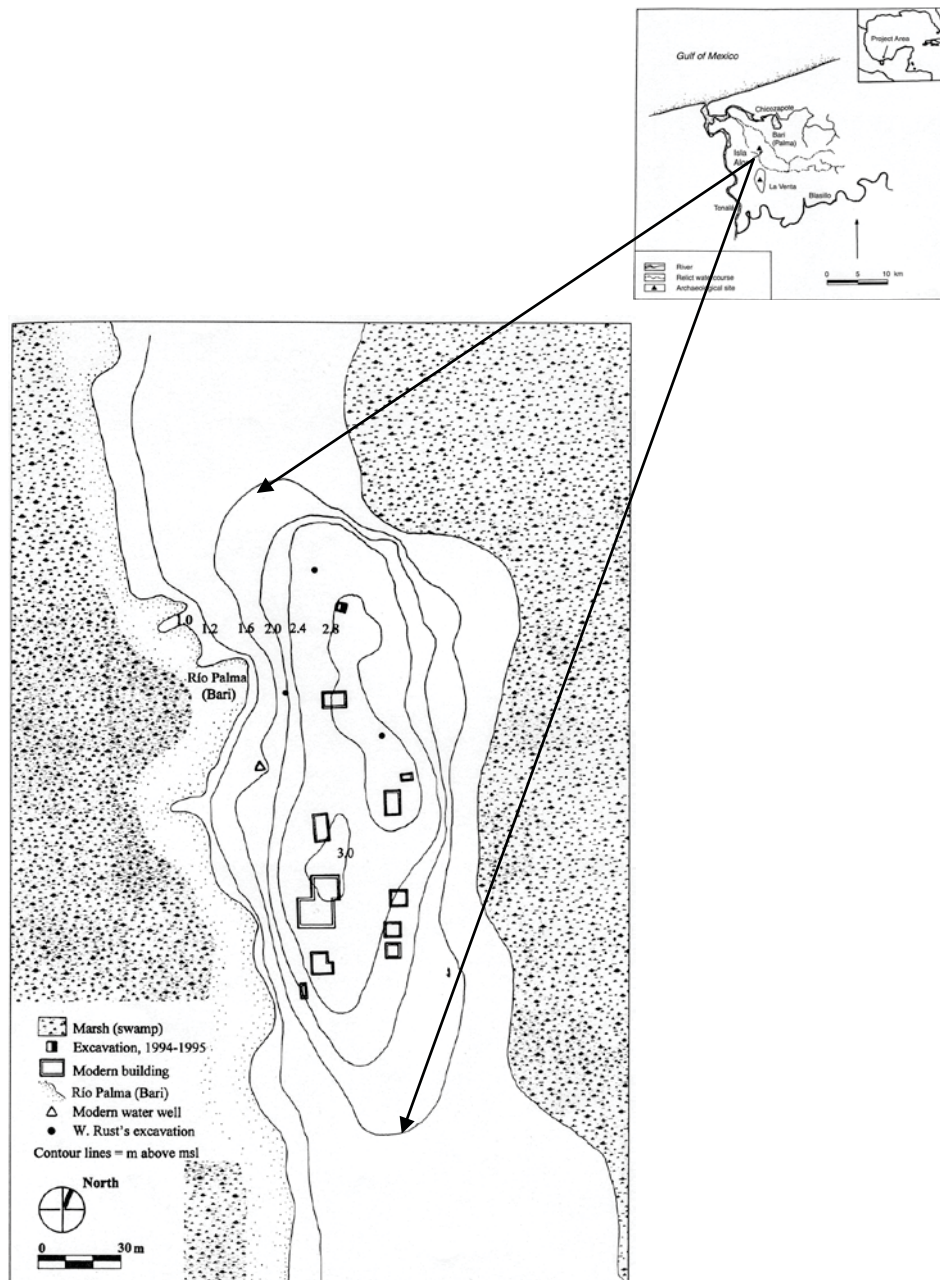 Project Area
Gulf of Mexico
Chicozapote
Bari
(Palma)
Isla
La Venta
Blasillo
River
Relict watercourse
Archaeological site
0 5 10 km
1.0
1.2 1.6 2.0 2.4 2.8
Río Palma
(Bari)
3.0
Marsh (swamp)
Excavation, 1994-1995
Modern building
Río Palma (Bari)
Modern water well
W. Rust's excavation
Contour lines = m above msl
North
0 30 m